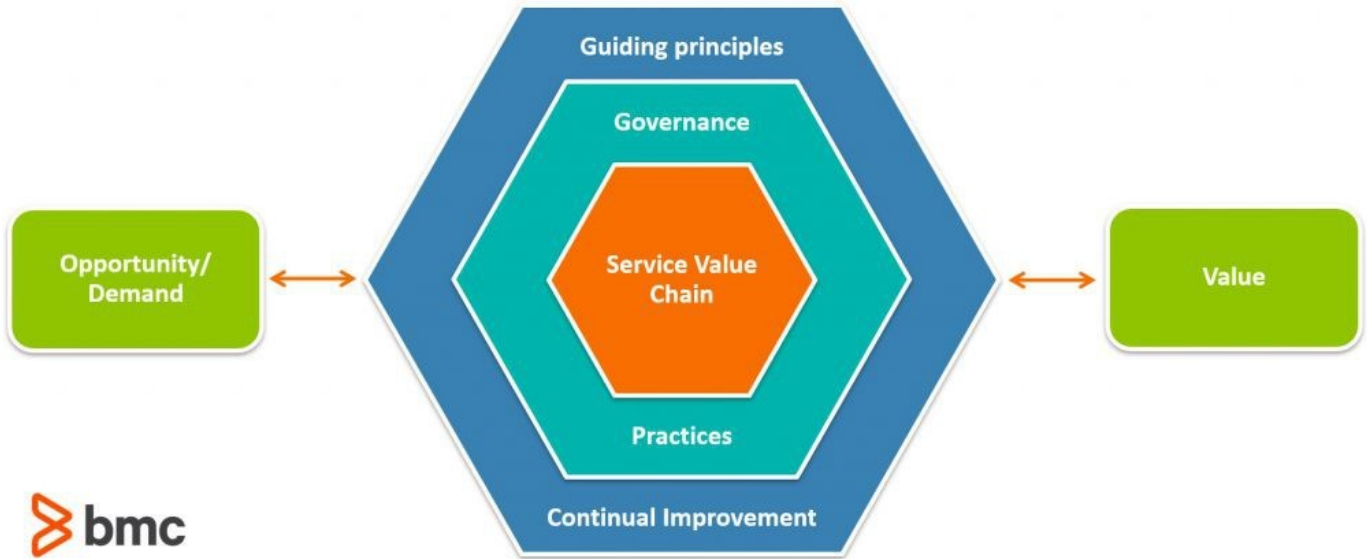 Guiding principles
Governance
Opportunity/
Demand
Service Value
Chain
Value
Practices
Continual Improvement
bmc